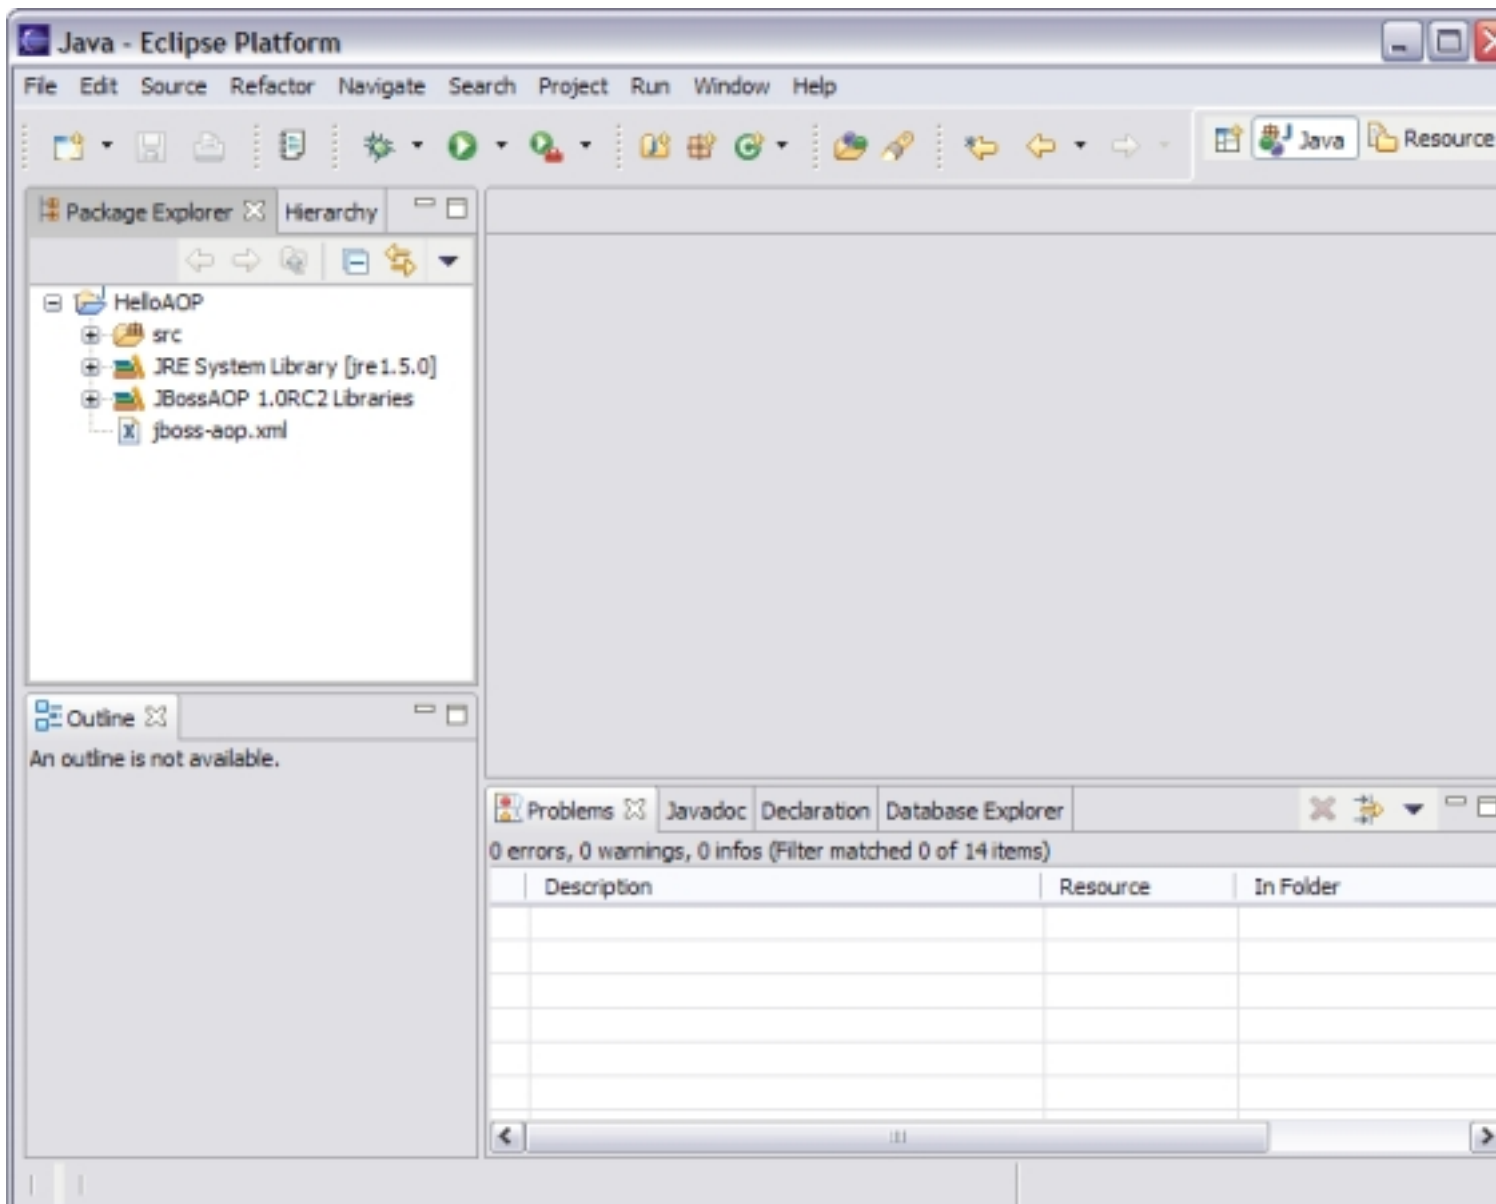 Java - Eclipse Platform
File Edit Source Refactor Navigate Search Project Run Window Help
Java Resource
Package Explorer Hierarchy
HelloAOP
src
JRE System Library [jre1.5.0]
JBossAOP 1.0RC2 Libraries
jboss-aop.xml
Outline
An outline is not available.
Problems Javadoc Declaration Database Explorer
0 errors, 0 warnings, 0 infos (Filter matched 0 of 14 items)
Description Resource In Folder